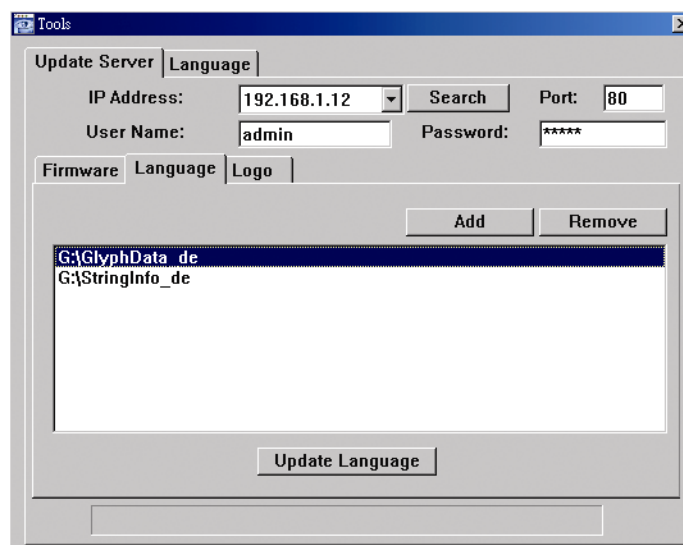 Tools
Update Server Language
IP Address: 192.168.1.12 Search Port: 80
User Name: admin Password: *****
Firmware Language Logo
Add Remove
G:\GlyphData_de
G:\StringInfo_de
Update Language